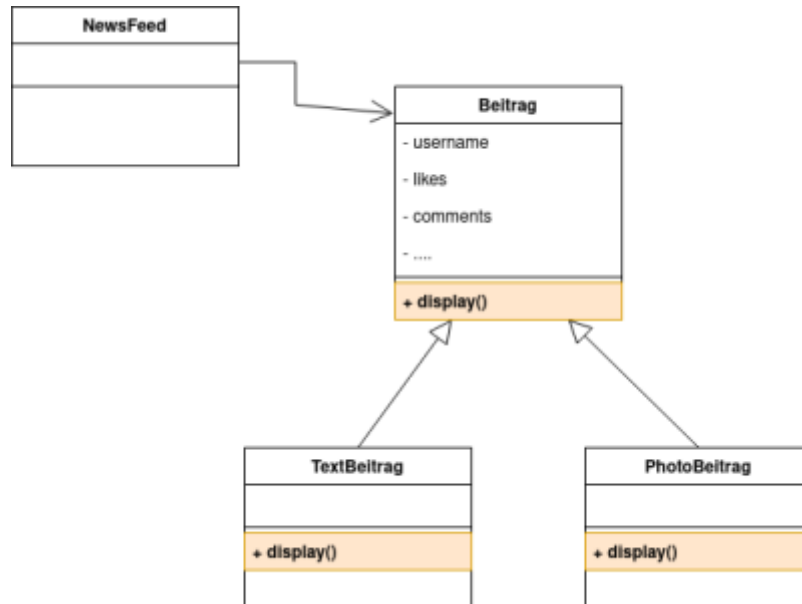 NewsFeed
Beitrag
- username
- likes
- comments
- ....
+ display()
TextBeitrag
PhotoBeitrag
+ display()
+ display()